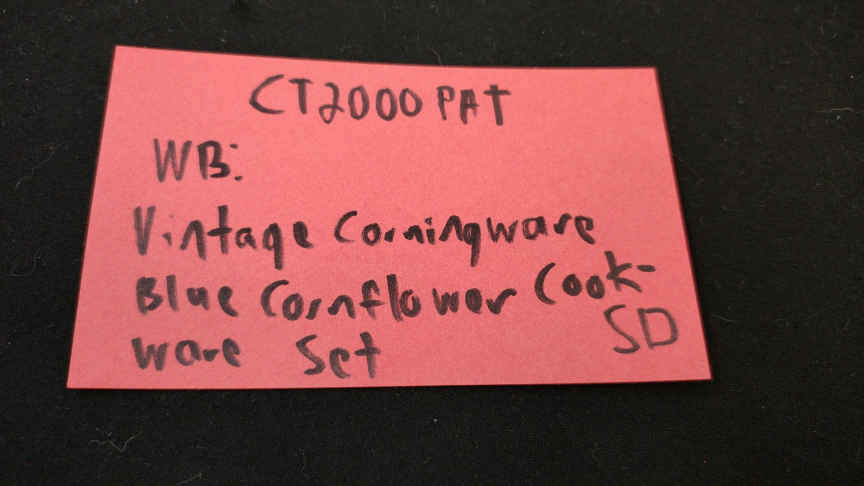 CT2000 PAT
WB:
Vintage Corningware
Blue Cornflower Cook-
ware Set
SD